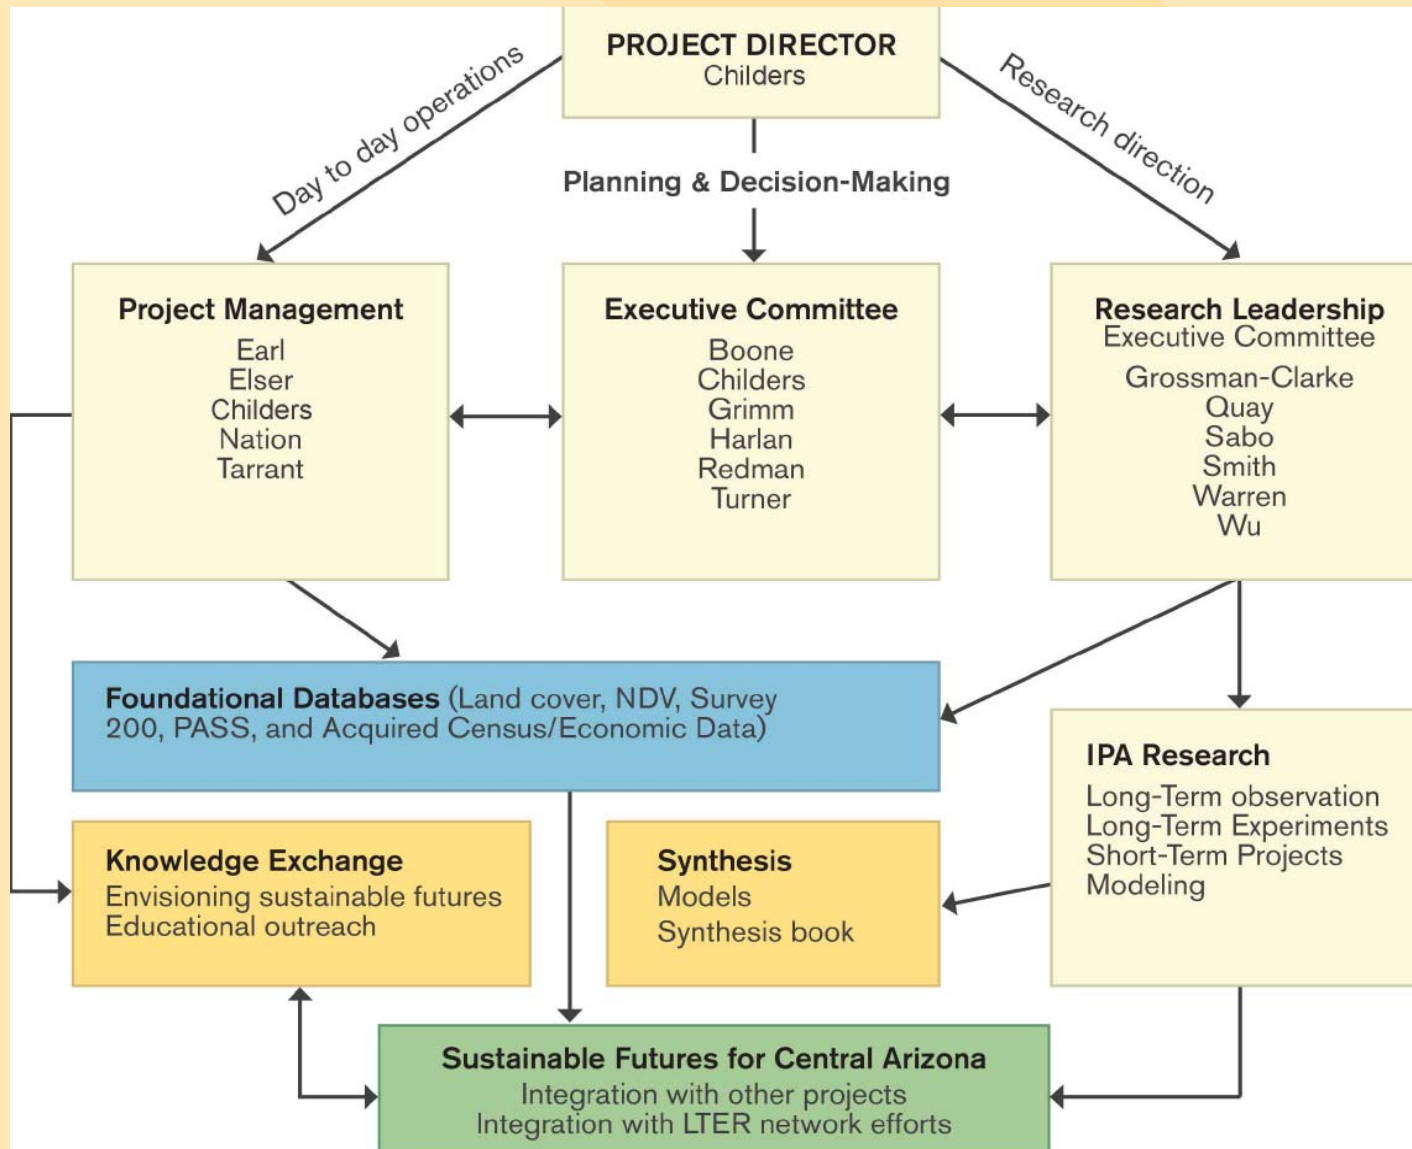 PROJECT DIRECTOR
Childers
Day to day operations
Planning & Decision-Making
Research direction
Project Management
Earl
Elser
Childers
Nation
Tarrant
Executive Committee
Boone
Childers
Grimm
Harlan
Redman
Turner
Research Leadership
Executive Committee
Grossman-Clarke
Quay
Sabo
Smith
Warren
Wu
Foundational Databases (Land cover, NDV, Survey
200, PASS, and Acquired Census/Economic Data)
IPA Research
Long-Term observation
Long-Term Experiments
Short-Term Projects
Modeling
Knowledge Exchange
Envisioning sustainable futures
Educational outreach
Synthesis
Models
Synthesis book
Sustainable Futures for Central Arizona
Integration with other projects
Integration with LTER network efforts